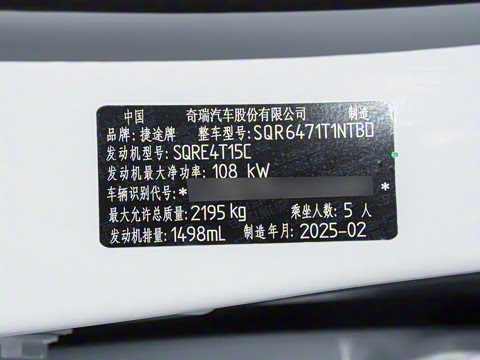 中国 奇瑞汽车股份有限公司 制造
品牌:捷途牌 整车型号:SQR6471T1NTBD
发动机型号:SQRE4T15C
发动机最大净功率:108 kW
车辆识别代号:* *
最大允许总质量:2195 kg 乘坐人数:5 人
发动机排量:1498mL 制造年月:2025-02